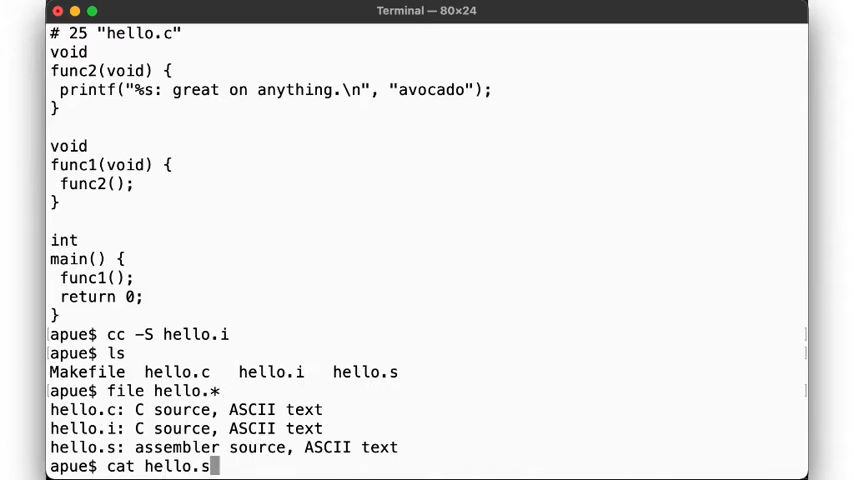 Terminal — 80×24
# 25 "hello.c"
void
func2(void) {
 printf("%s: great on anything.\n", "avocado");
}
void
func1(void) {
 func2();
}
int
main() {
 func1();
 return 0;
}
apue$ cc -S hello.i
apue$ ls
Makefile  hello.c   hello.i   hello.s
apue$ file hello.*
hello.c: C source, ASCII text
hello.i: C source, ASCII text
hello.s: assembler source, ASCII text
apue$ cat hello.s